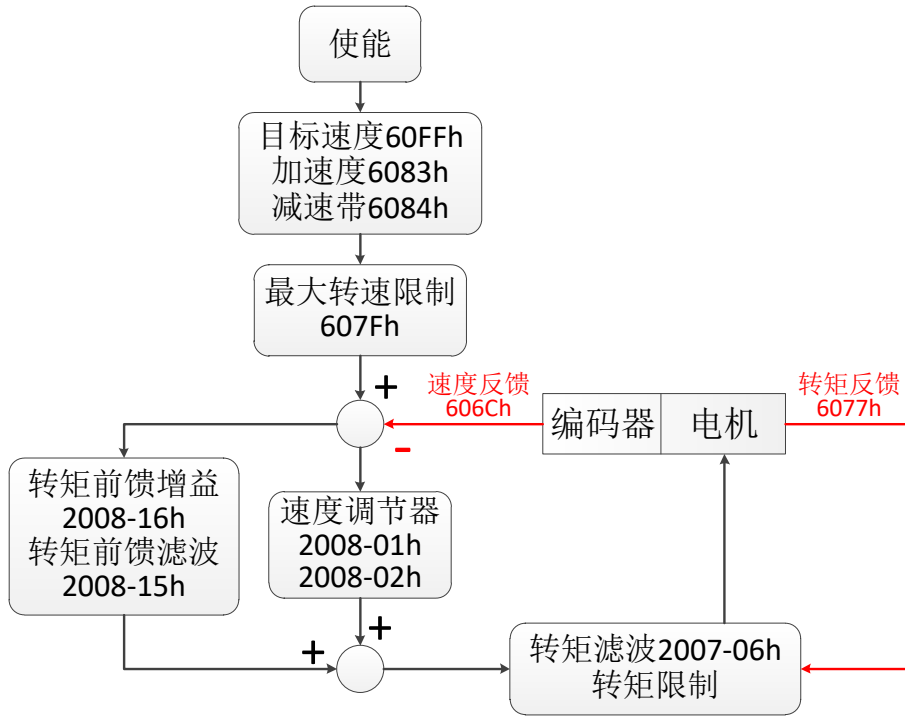 使能
目标速度60FFh
加速度6083h
减速带6084h
最大转速限制
607Fh
+
速度反馈
606Ch
-
编码器
电机
转矩反馈
6077h
转矩前馈增益
2008-16h
转矩前馈滤波
2008-15h
速度调节器
2008-01h
2008-02h
+
+
转矩滤波2007-06h
转矩限制